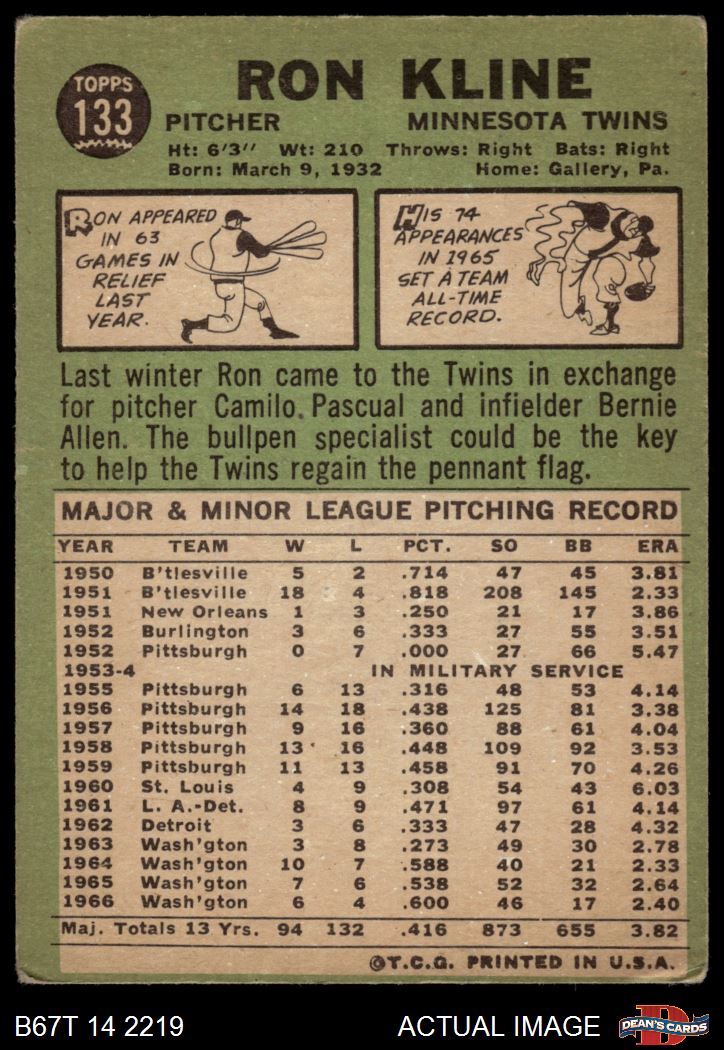 TOPPS
133
RON KLINE
PITCHER MINNESOTA TWINS
Ht: 6'3" Wt: 210 Throws: Right Bats: Right
Born: March 9, 1932 Home: Gallery, Pa.
RON APPEARED
IN 63
GAMES IN
RELIEF
LAST
YEAR.
HIS 74
APPEARANCES
IN 1965
SET A TEAM
ALL-TIME
RECORD.
Last winter Ron came to the Twins in exchange
for pitcher Camilo Pascual and infielder Bernie
Allen. The bullpen specialist could be the key
to help the Twins regain the pennant flag.
MAJOR & MINOR LEAGUE PITCHING RECORD
YEAR TEAM W L PCT. SO BB ERA
1950 B'tlesville 5 2 .714 47 45 3.81
1951 B'tlesville 18 4 .818 208 145 2.33
1951 New Orleans 1 3 .250 21 17 3.86
1952 Burlington 3 6 .333 27 55 3.51
1952 Pittsburgh 0 7 .000 27 66 5.47
1953-4 IN MILITARY SERVICE
1955 Pittsburgh 6 13 .316 48 53 4.14
1956 Pittsburgh 14 18 .438 125 81 3.38
1957 Pittsburgh 9 16 .360 88 61 4.04
1958 Pittsburgh 13 16 .448 109 92 3.53
1959 Pittsburgh 11 13 .458 91 70 4.26
1960 St. Louis 4 9 .308 54 43 6.03
1961 L. A.-Det. 8 9 .471 97 61 4.14
1962 Detroit 3 6 .333 47 28 4.32
1963 Wash'gton 3 8 .273 49 30 2.78
1964 Wash'gton 10 7 .588 40 21 2.33
1965 Wash'gton 7 6 .538 52 32 2.64
1966 Wash'gton 6 4 .600 46 17 2.40
Maj. Totals 13 Yrs. 94 132 .416 873 655 3.82
©T.C.G. PRINTED IN U.S.A.
B67T 14 2219 ACTUAL IMAGE
D
DEAN'S CARDS